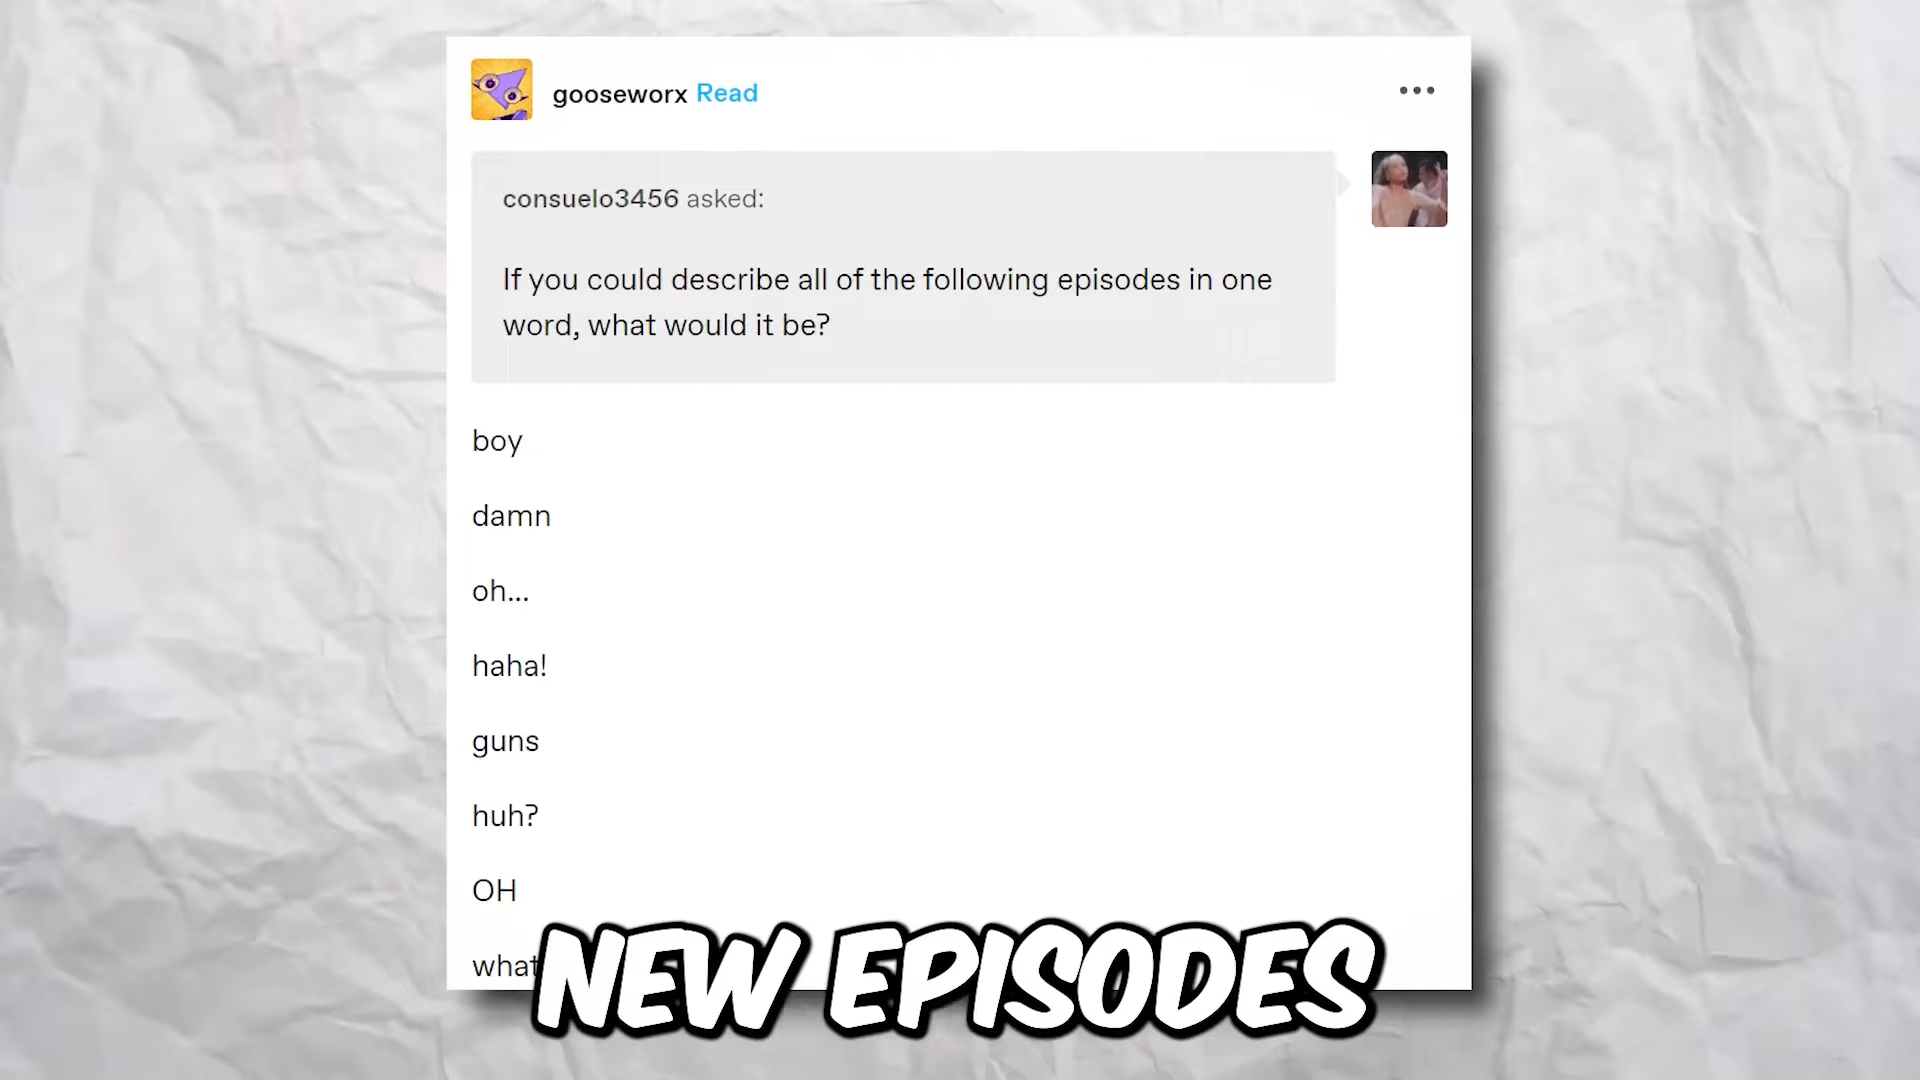 gooseworx Read
consuelo3456 asked:
If you could describe all of the following episodes in one
word, what would it be?
boy
damn
oh...
haha!
guns
huh?
OH
what
NEW EPISODES